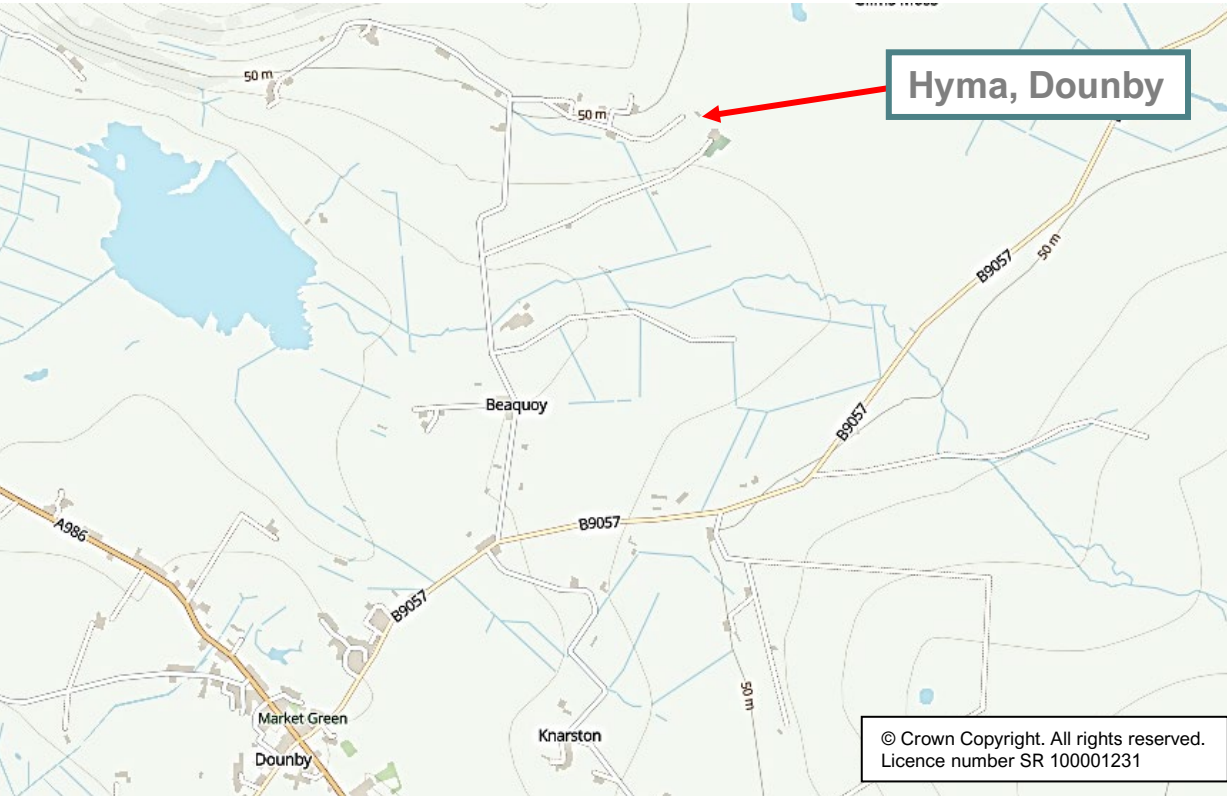 50 m
Hyma, Dounby
50 m
B9057
50 m
Beaquoy
B9057
A986
B9057
B9057
50 m
Market Green
Knarston
Dounby
© Crown Copyright. All rights reserved.
Licence number SR 100001231